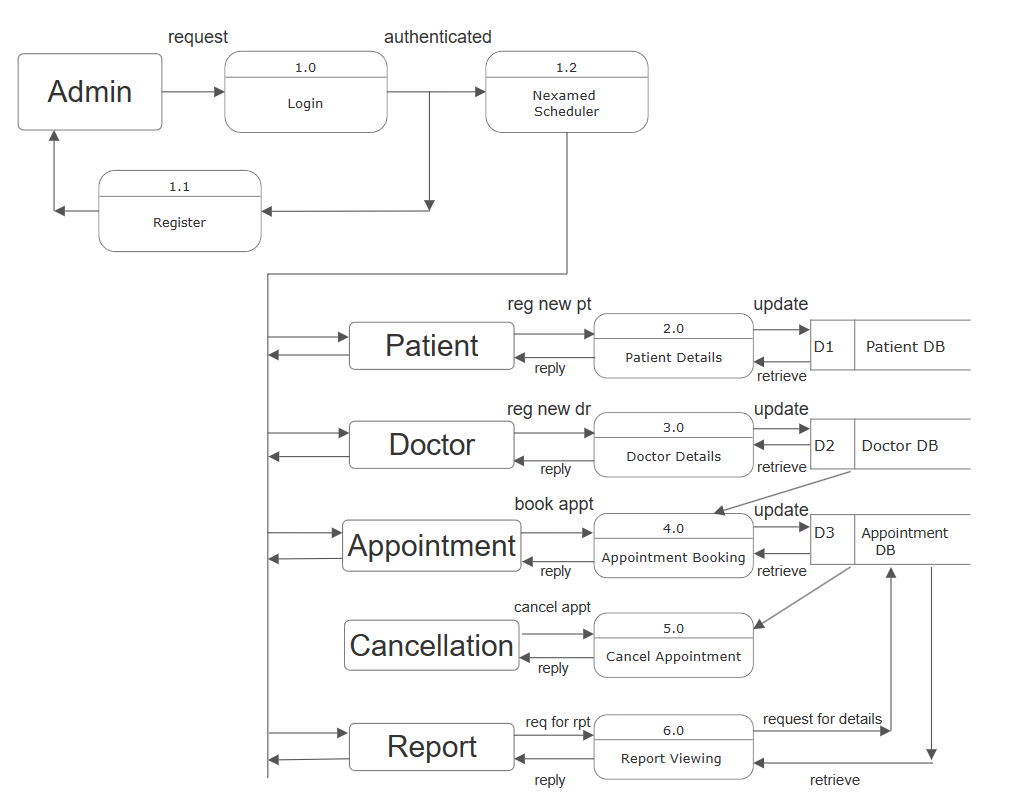 request
authenticated
Admin
1.0
Login
1.2
Nexamed
Scheduler
1.1
Register
reg new pt
update
Patient
2.0
Patient Details
D1
Patient DB
reply
retrieve
reg new dr
update
Doctor
3.0
Doctor Details
D2
Doctor DB
reply
retrieve
book appt
update
Appointment
4.0
Appointment Booking
D3
Appointment
DB
reply
retrieve
cancel appt
Cancellation
5.0
Cancel Appointment
reply
req for rpt
request for details
Report
6.0
Report Viewing
reply
retrieve